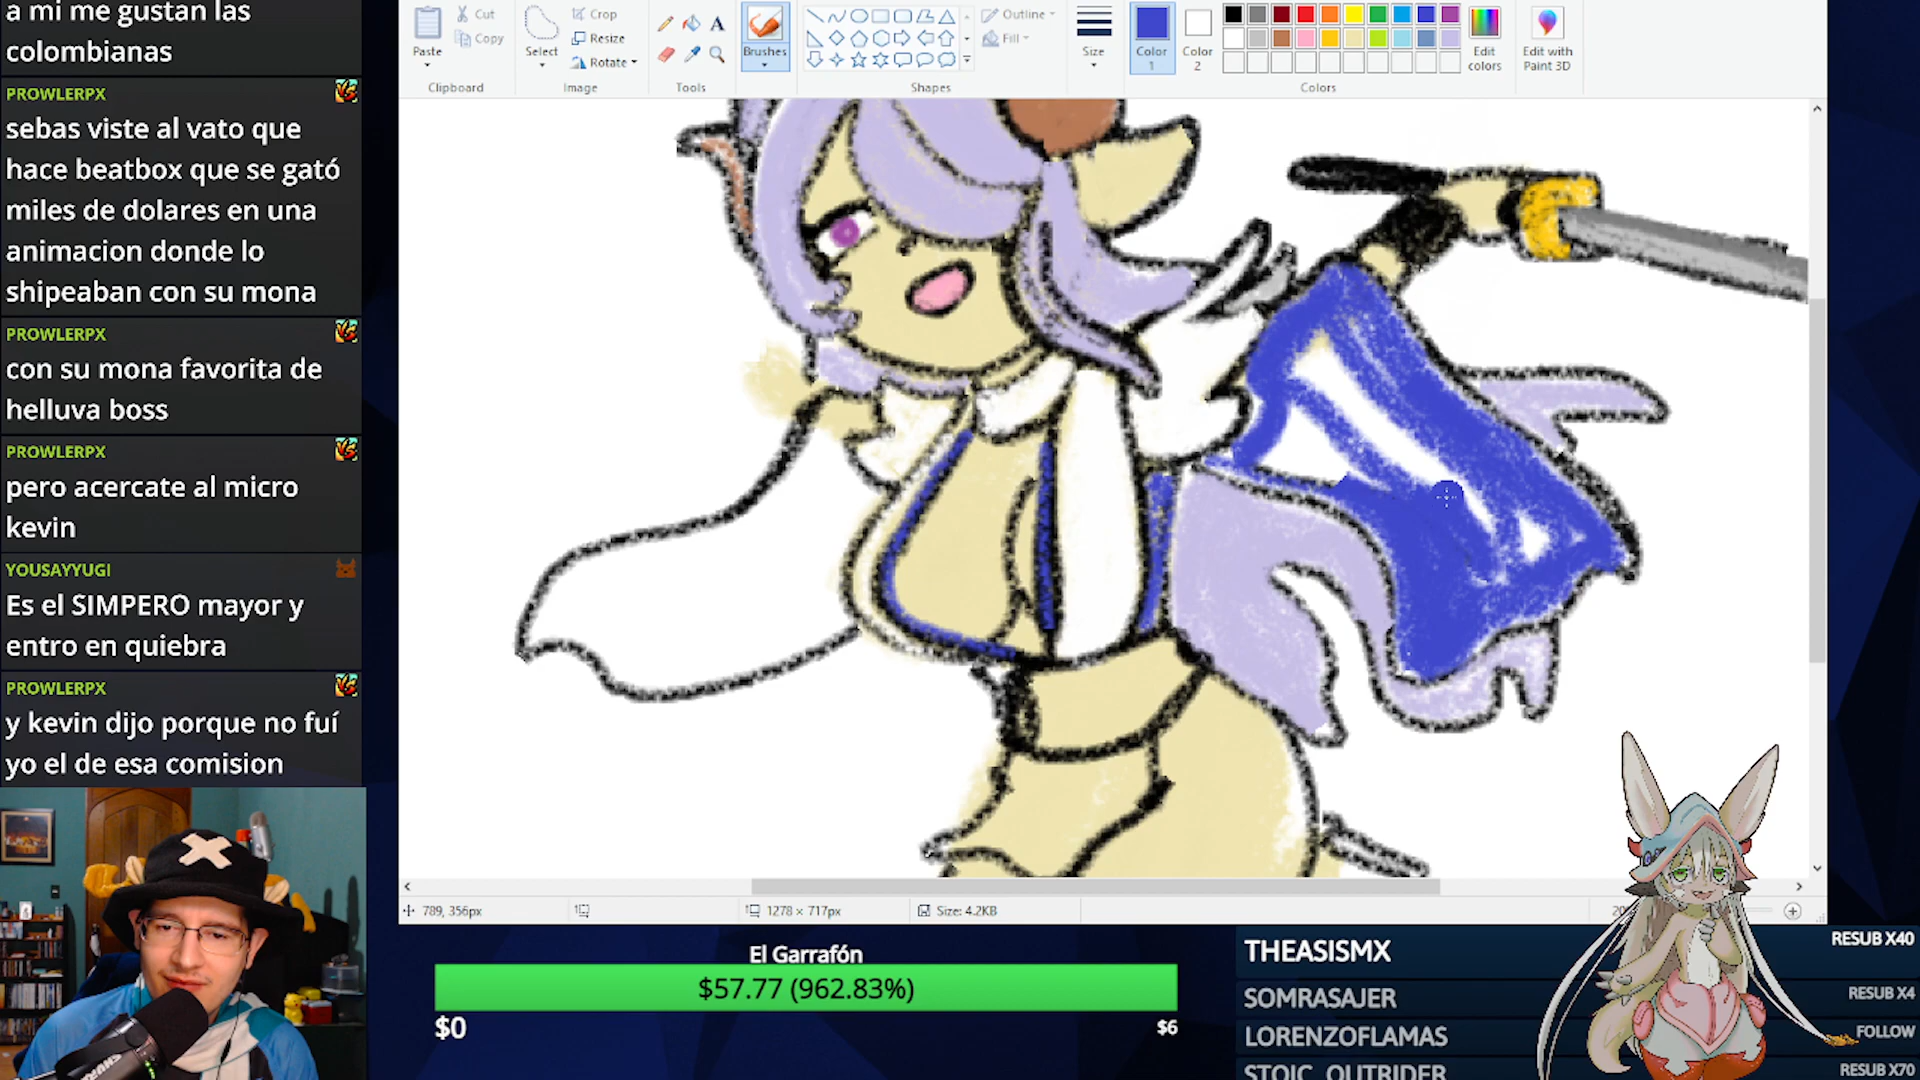 a mi me gustan las
colombianas
PROWLERPX
sebas viste al vato que
hace beatbox que se gató
miles de dolares en una
animacion donde lo
shipeaban con su mona
PROWLERPX
con su mona favorita de
helluva boss
PROWLERPX
pero acercate al micro
kevin
YOUSAYYUGI
Es el SIMPERO mayor y
entro en quiebra
PROWLERPX
y kevin dijo porque no fuí
yo el de esa comision
Paste
Cut
Copy
Clipboard
Select
Crop
Resize
Rotate
Image
A
Tools
Brushes
Shapes
Outline
Fill
Size
Color
1
Color
2
Colors
Edit
colors
Edit with
Paint 3D
789, 356px
1278 × 717px
Size: 4.2KB
El Garrafón
$57.77 (962.83%)
$0
$6
THEASISMX
RESUB X40
SOMRASAJER
RESUB X4
LORENZOFLAMAS
FOLLOW
STOIC_OUTRIDER
RESUB X70